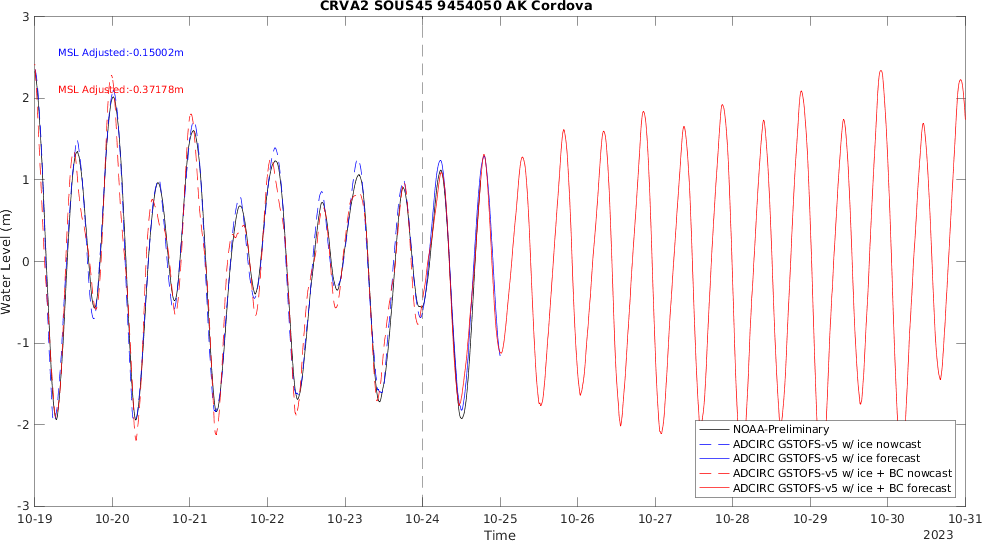 CRVA2 SOUS45 9454050 AK Cordova
MSL Adjusted:-0.15002m
MSL Adjusted:-0.37178m
Water Level (m)
3
2
1
0
-1
-2
-3
NOAA-Preliminary
ADCIRC GSTOFS-v5 w/ ice nowcast
ADCIRC GSTOFS-v5 w/ ice forecast
ADCIRC GSTOFS-v5 w/ ice + BC nowcast
ADCIRC GSTOFS-v5 w/ ice + BC forecast
10-19 10-20 10-21 10-22 10-23 10-24 10-25 10-26 10-27 10-28 10-29 10-30 10-31
Time
2023